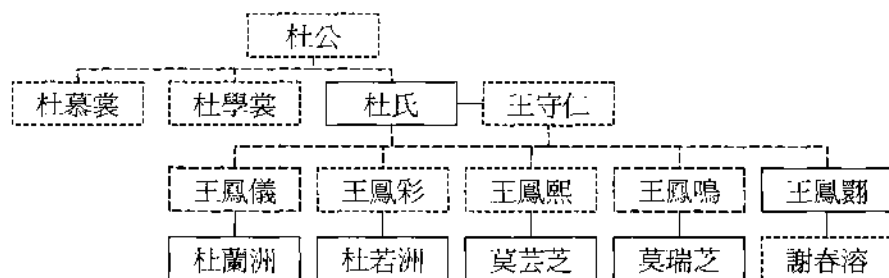 杜公
杜慕裳 杜學裳 杜氏 王守仁
王鳳儀 王鳳彩 王鳳熙 王鳳鳴 王鳳翾
杜蘭洲 杜若洲 莫芸芝 莫瑞芝 謝春溶